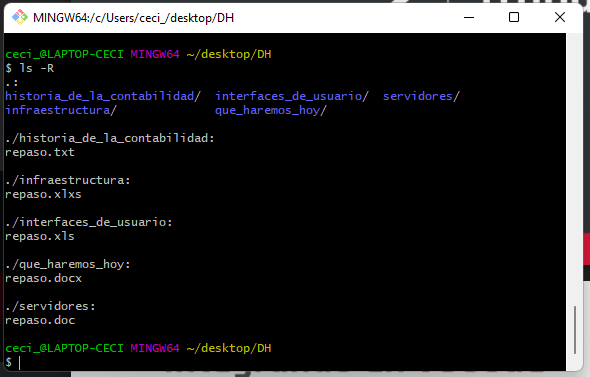 MINGW64:/c/Users/ceci_/desktop/DH
ceci_@LAPTOP-CECI MINGW64 ~/desktop/DH
$ ls -R
.:
historia_de_la_contabilidad/  interfaces_de_usuario/  servidores/
infraestructura/              que_haremos_hoy/
./historia_de_la_contabilidad:
repaso.txt
./infraestructura:
repaso.xlxs
./interfaces_de_usuario:
repaso.xls
./que_haremos_hoy:
repaso.docx
./servidores:
repaso.doc
ceci_@LAPTOP-CECI MINGW64 ~/desktop/DH
$